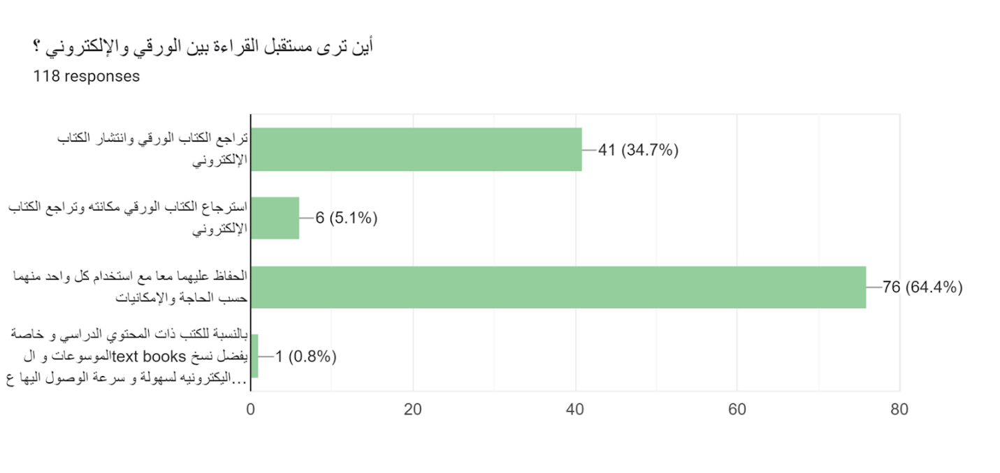 أين ترى مستقبل القراءة بين الورقي والإلكتروني ؟
118 responses
تراجع الكتاب الورقي وانتشار الكتاب
الإلكتروني
41 (34.7%)
استرجاع الكتاب الورقي مكانته وتراجع الكتاب
الإلكتروني
6 (5.1%)
الحفاظ عليهما معا مع استخدام كل واحد منهما
حسب الحاجة والإمكانيات
76 (64.4%)
بالنسبة للكتب ذات المحتوي الدراسي و خاصة
الموسوعات و ال text books يفضل نسخ
اليكترونيه لسهولة و سرعة الوصول اليها ع...
1 (0.8%)
0 20 40 60 80